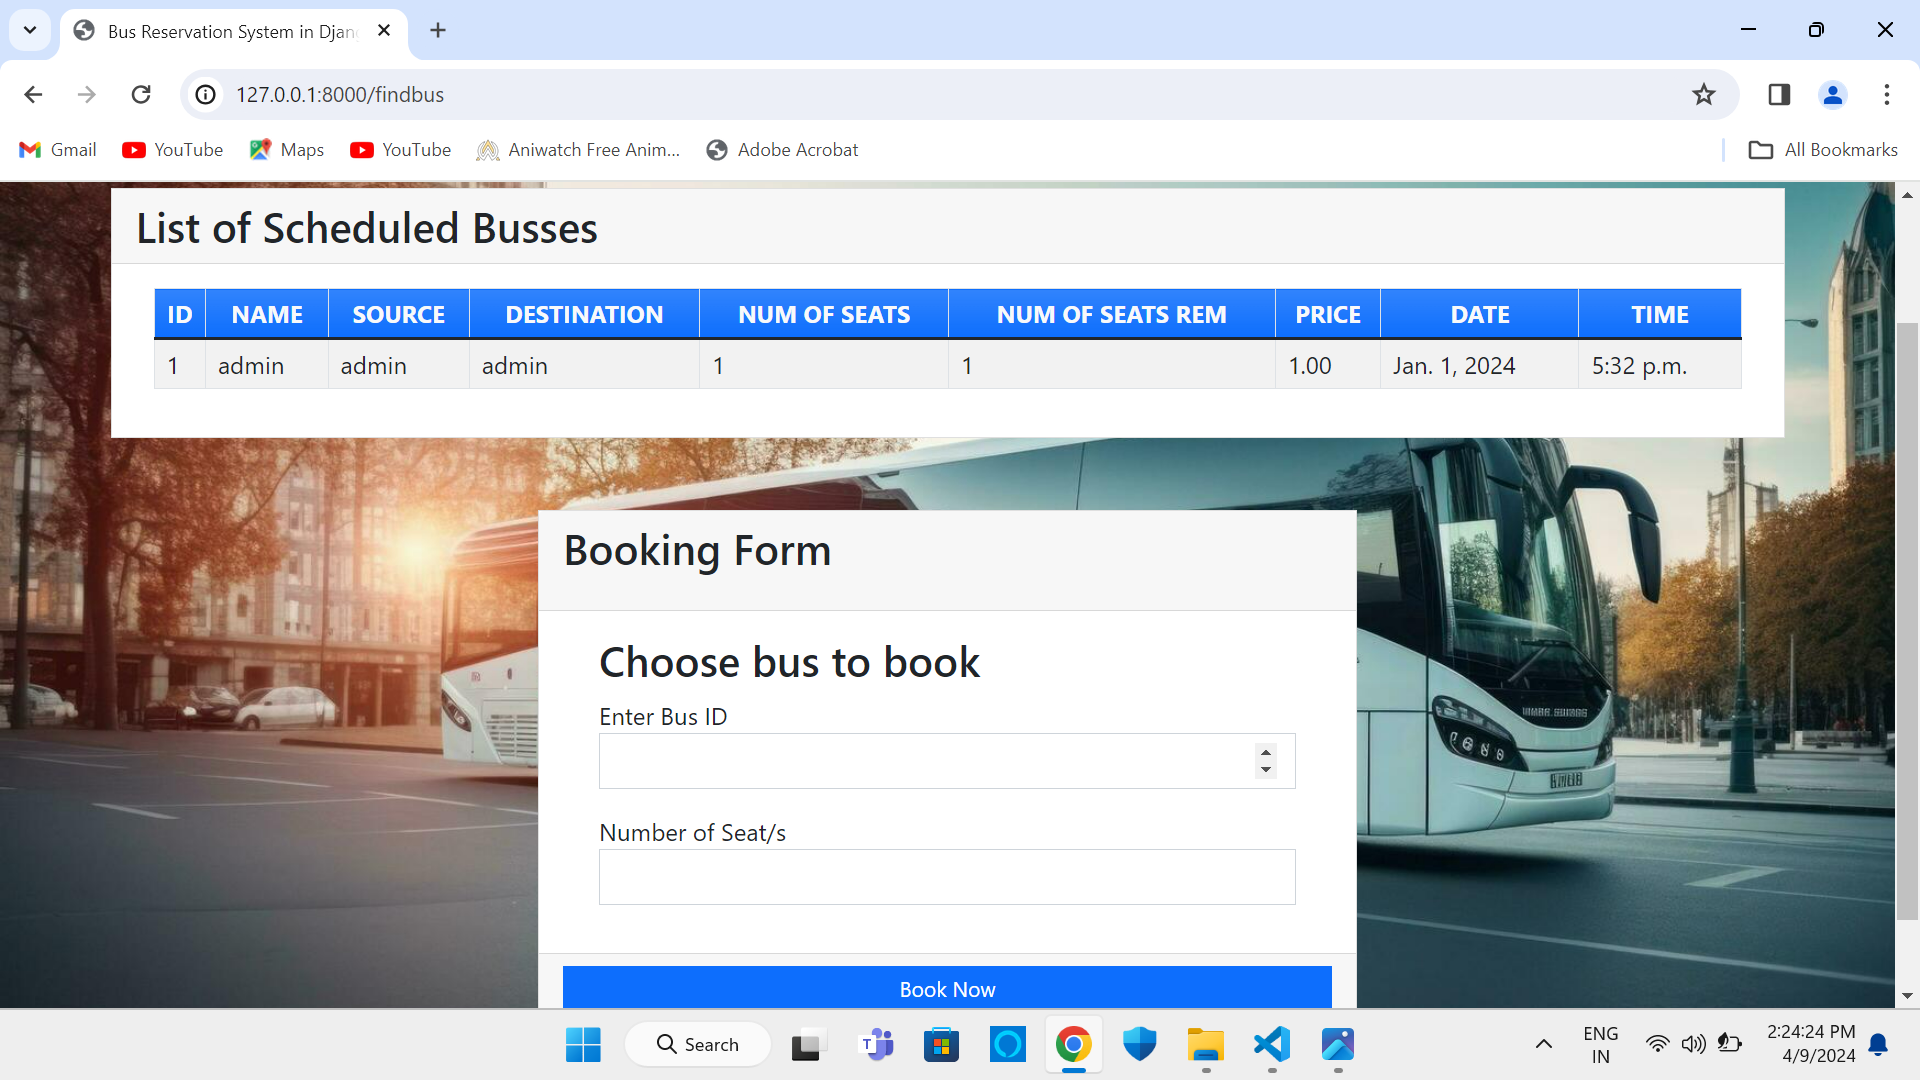 Bus Reservation System in Djan
127.0.0.1:8000/findbus
Gmail YouTube Maps YouTube Aniwatch Free Anim... Adobe Acrobat All Bookmarks
List of Scheduled Busses
ID NAME SOURCE DESTINATION NUM OF SEATS NUM OF SEATS REM PRICE DATE TIME
1 admin admin admin 1 1 1.00 Jan. 1, 2024 5:32 p.m.
Booking Form
Choose bus to book
Enter Bus ID
Number of Seat/s
Book Now
Search
ENG
IN
2:24:24 PM
4/9/2024